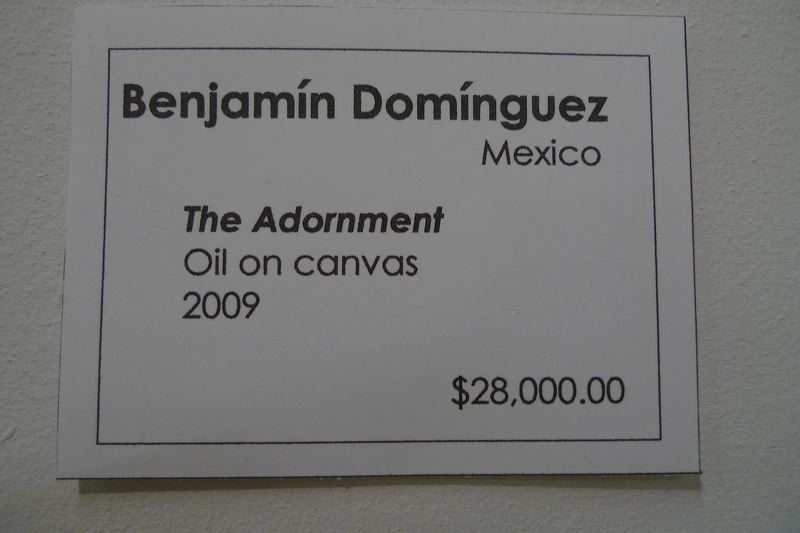 Benjamín Domínguez
Mexico
The Adornment
Oil on canvas
2009
$28,000.00